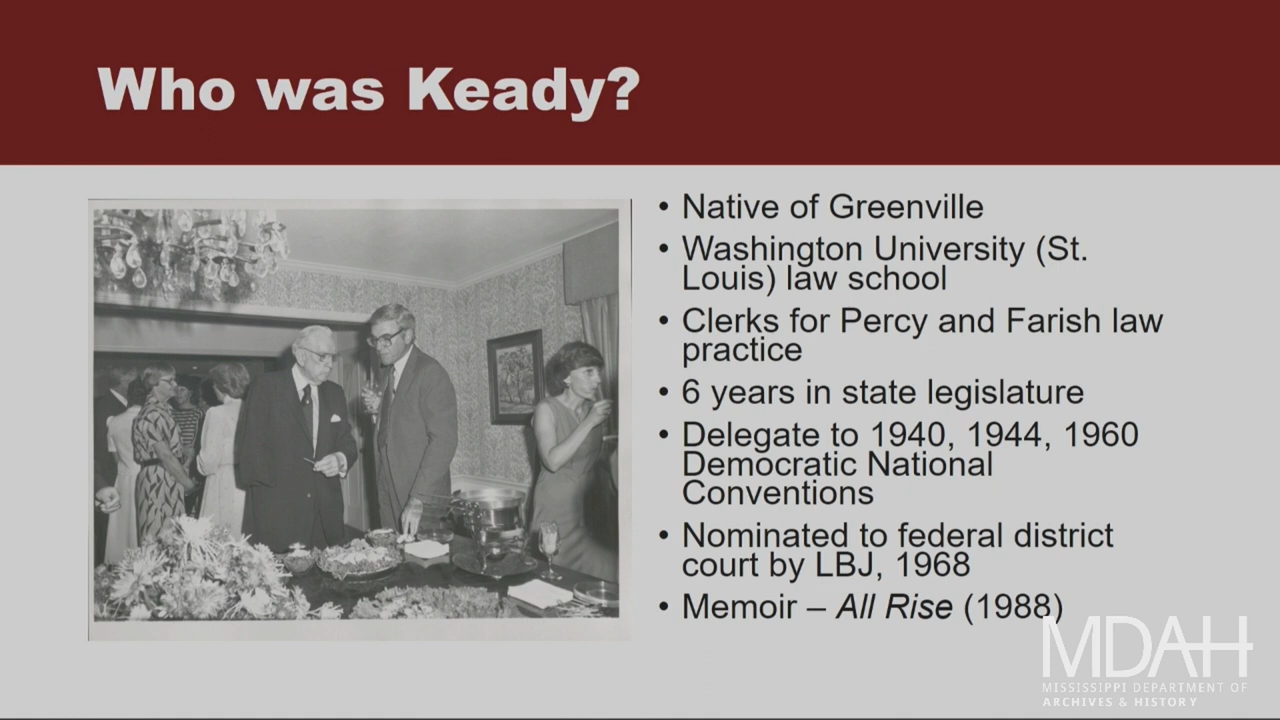 Who was Keady?
• Native of Greenville
• Washington University (St.
Louis) law school
• Clerks for Percy and Farish law
practice
• 6 years in state legislature
• Delegate to 1940, 1944, 1960
Democratic National
Conventions
• Nominated to federal district
court by LBJ, 1968
• Memoir – All Rise (1988)
MDAH
MISSISSIPPI DEPARTMENT OF
ARCHIVES & HISTORY